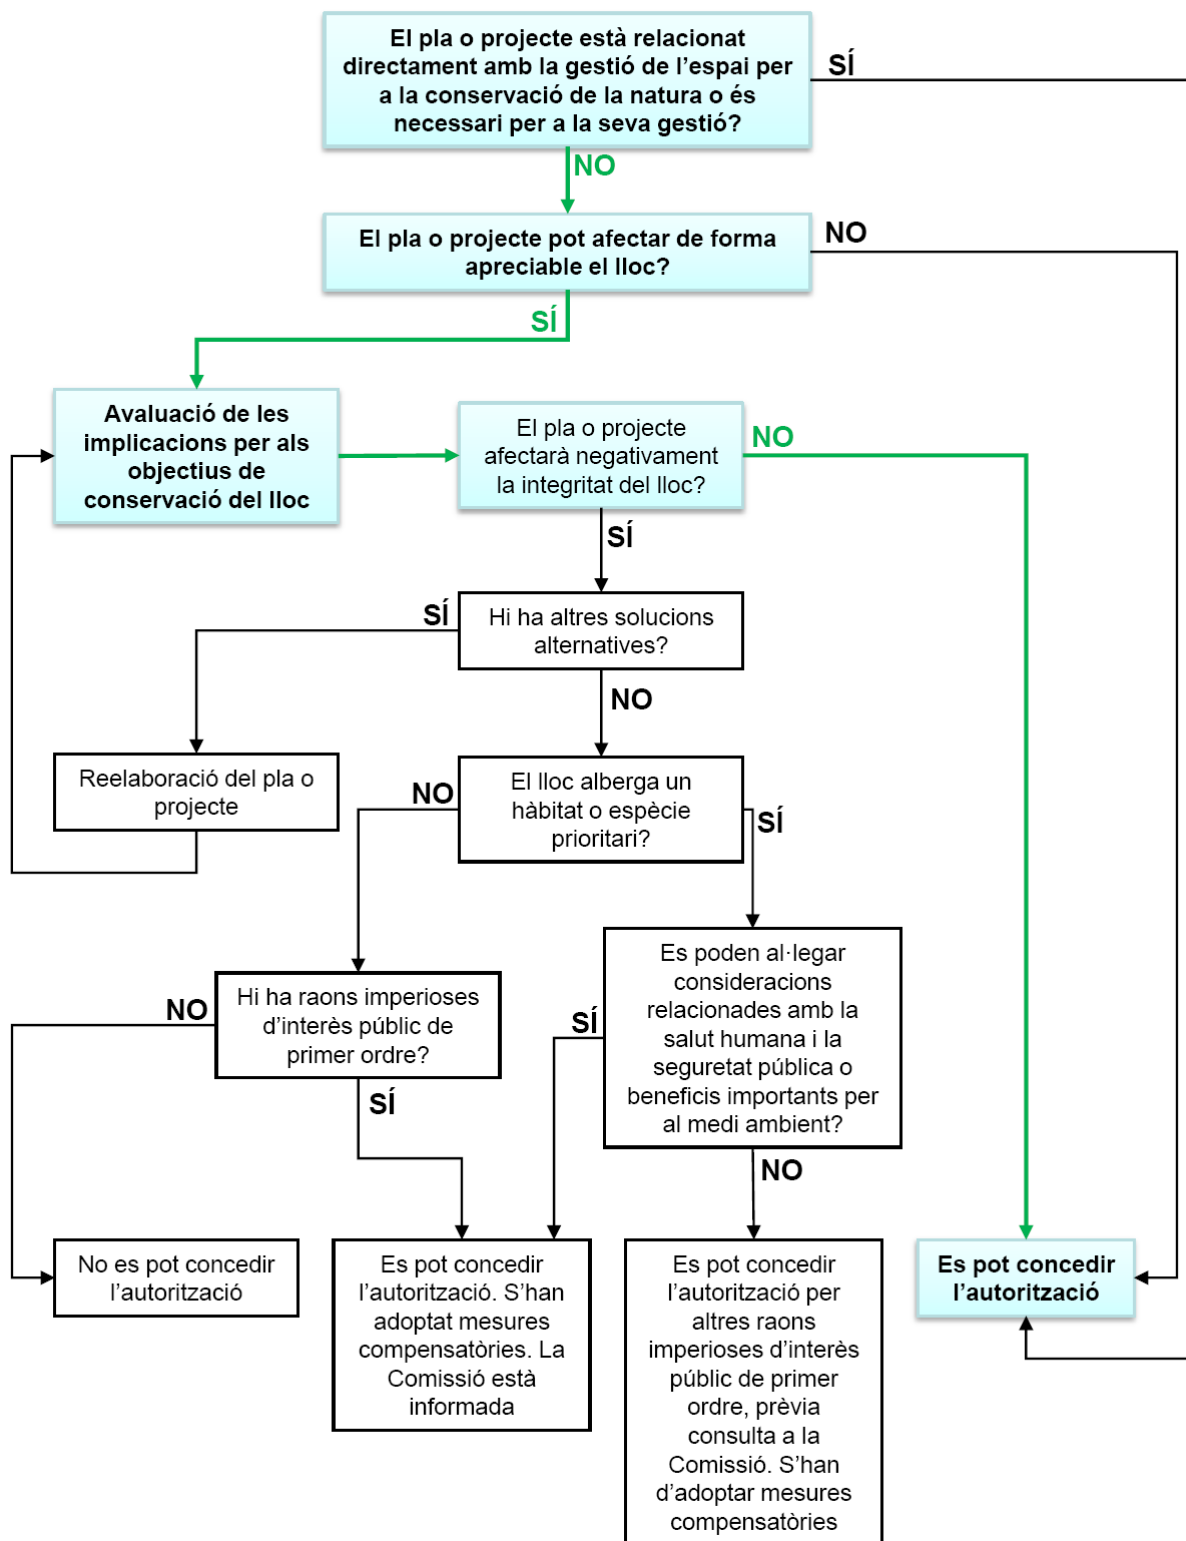 El pla o projecte està relacionat
directament amb la gestió de l’espai per
a la conservació de la natura o és
necessari per a la seva gestió?
SÍ
NO
El pla o projecte pot afectar de forma
apreciable el lloc?
NO
SÍ
Avaluació de les
implicacions per als
objectius de
conservació del lloc
El pla o projecte
afectarà negativament
la integritat del lloc?
NO
SÍ
Hi ha altres solucions
alternatives?
SÍ
NO
Reelaboració del pla o
projecte
El lloc alberga un
hàbitat o espècie
prioritari?
NO
SÍ
Hi ha raons imperioses
d’interès públic de
primer ordre?
NO
SÍ
Es poden al·legar
consideracions
relacionades amb la
salut humana i la
seguretat pública o
beneficis importants per
al medi ambient?
SÍ
NO
No es pot concedir
l’autorització
Es pot concedir
l’autorització. S’han
adoptat mesures
compensatòries. La
Comissió està
informada
Es pot concedir
l’autorització per
altres raons
imperioses d’interès
públic de primer
ordre, prèvia
consulta a la
Comissió. S’han
d’adoptar mesures
compensatòries
Es pot concedir
l’autorització